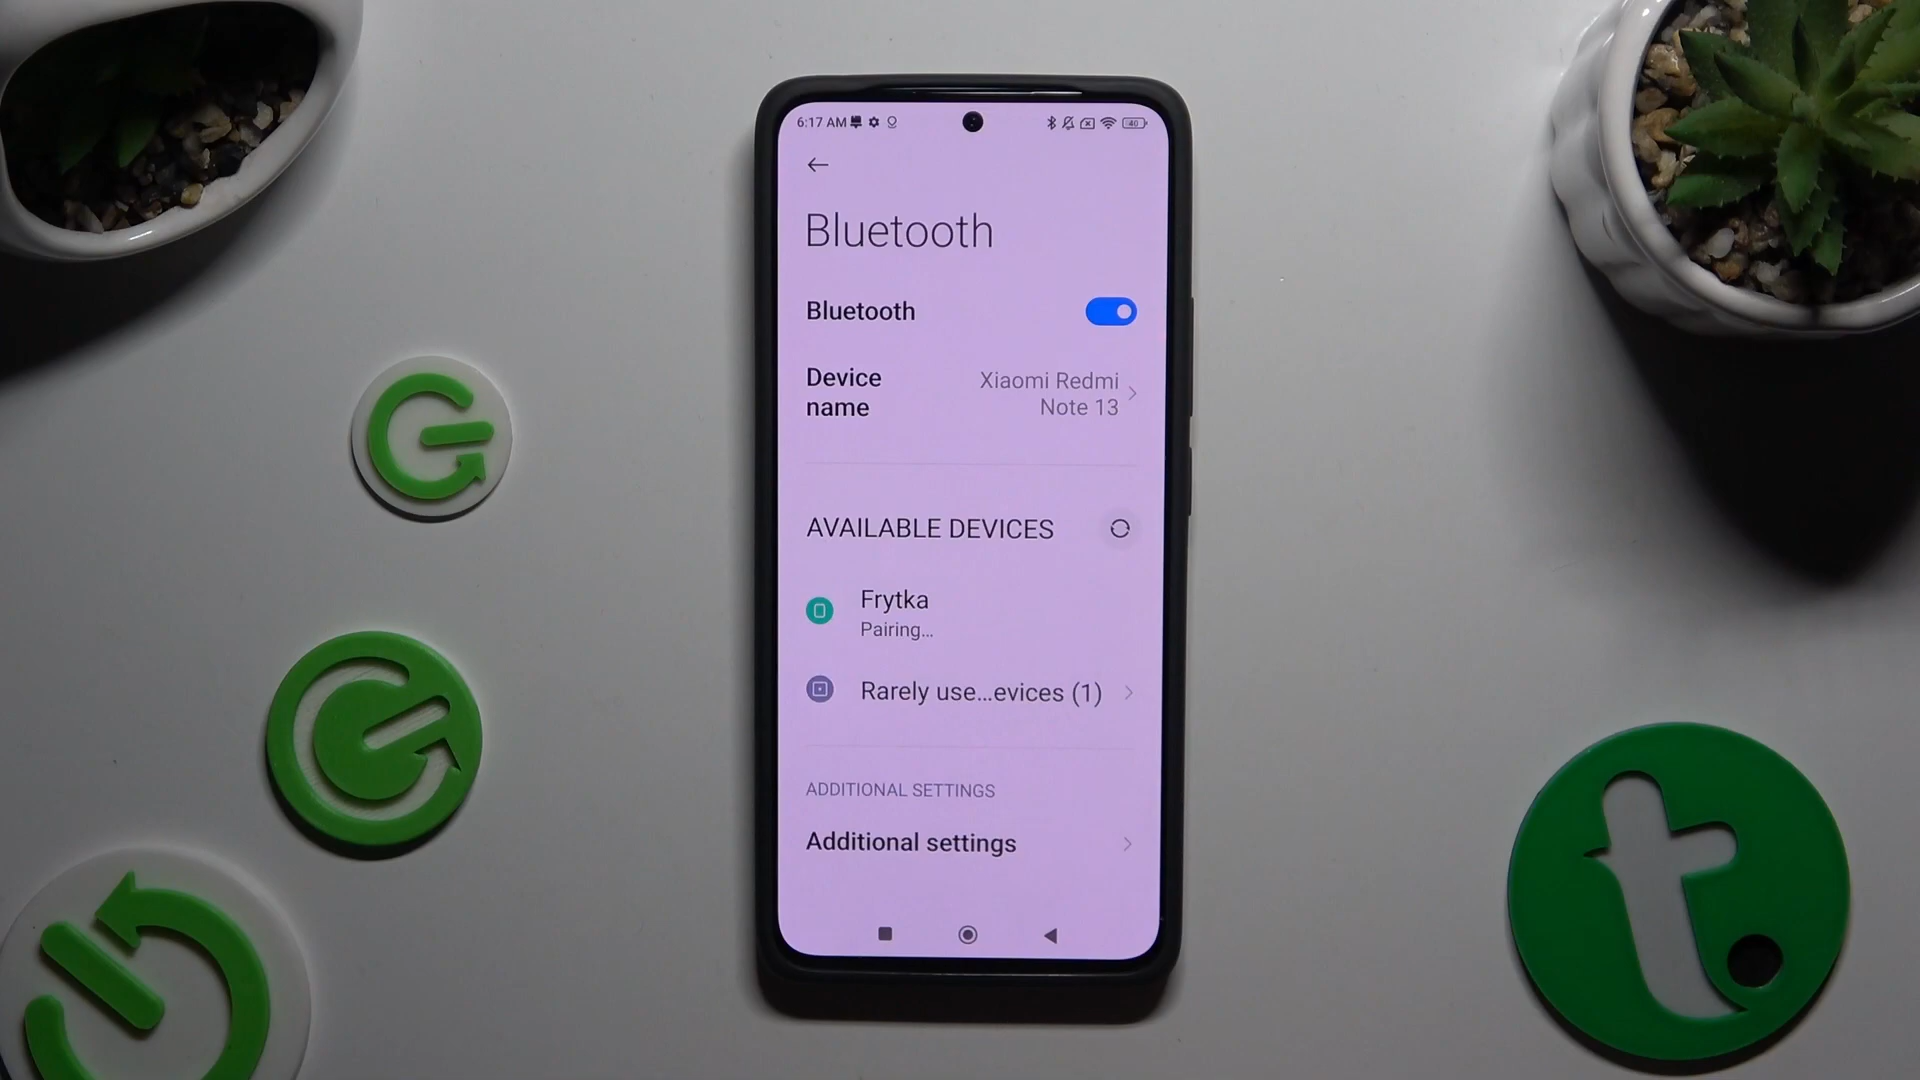 6:17 AM
40
Bluetooth
Bluetooth
Device name
Xiaomi Redmi Note 13
AVAILABLE DEVICES
Frytka
Pairing...
Rarely use...evices (1)
ADDITIONAL SETTINGS
Additional settings